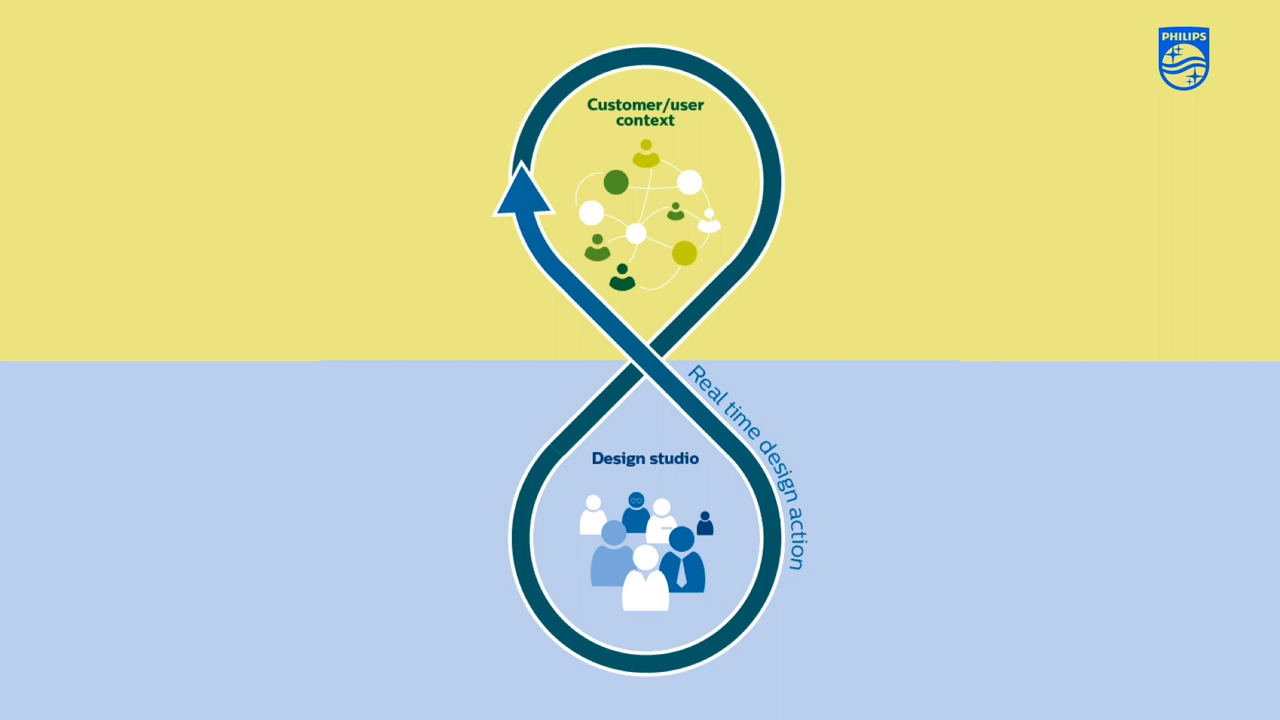 PHILIPS
Customer/user
context
Real time design action
Design studio